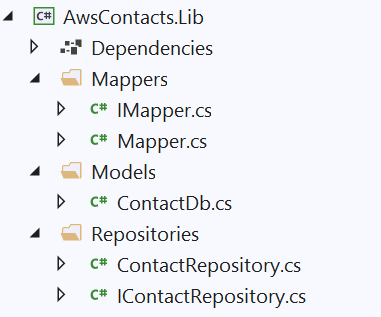 C# AwsContacts.Lib
Dependencies
Mappers
C# IMapper.cs
C# Mapper.cs
Models
C# ContactDb.cs
Repositories
C# ContactRepository.cs
C# IContactRepository.cs